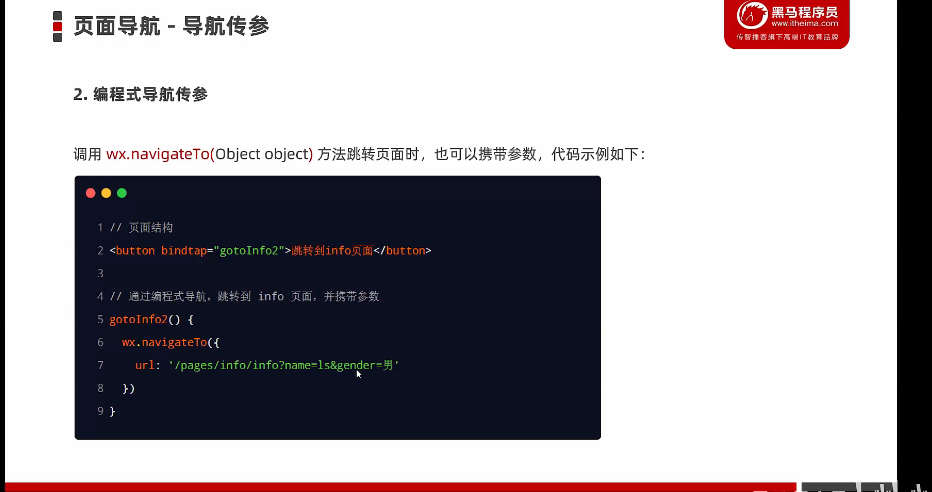 页面导航 - 导航传参
黑马程序员
www.itheima.com
传智播客旗下高端IT教育品牌
2. 编程式导航传参
调用 wx.navigateTo(Object object) 方法跳转页面时，也可以携带参数，代码示例如下：
1 // 页面结构
2 <button bindtap="gotoInfo2">跳转到info页面</button>
3
4 // 通过编程式导航，跳转到 info 页面，并携带参数
5 gotoInfo2() {
6 wx.navigateTo({
7 url: '/pages/info/info?name=ls&gender=男'
8 })
9 }